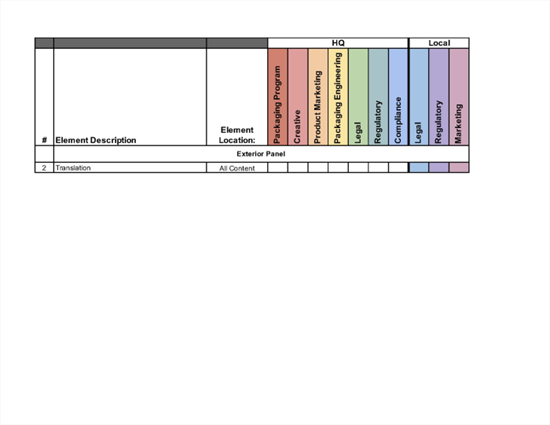 HQ Local
# Element Description Element Location: Packaging Program Creative Product Marketing Packaging Engineering Legal Regulatory Compliance Legal Regulatory Marketing
Exterior Panel
2 Translation All Content